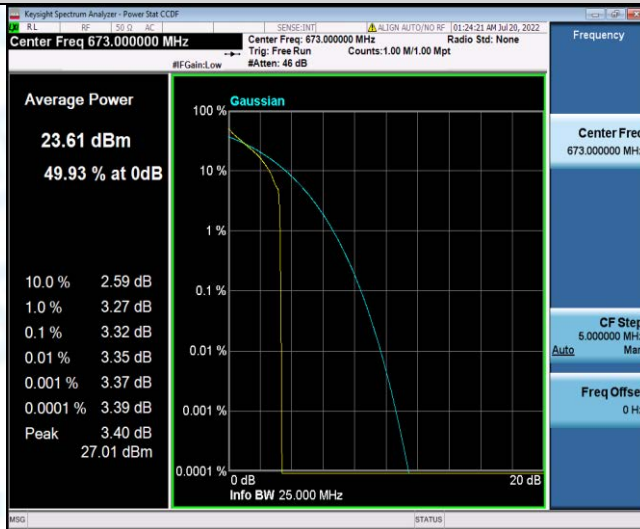 Keysight Spectrum Analyzer - Power Stat CCDF
RL RF 50 Ω AC SENSE:INT ALIGN AUTO/NO RF 01:24:21 AM Jul 20, 2022
Center Freq 673.000000 MHz
Center Freq: 673.000000 MHz Radio Std: None
Trig: Free Run Counts:1.00 M/1.00 Mpt
#IFGain:Low #Atten: 46 dB
Frequency
Average Power
23.61 dBm
49.93 % at 0dB
10.0 % 2.59 dB
1.0 % 3.27 dB
0.1 % 3.32 dB
0.01 % 3.35 dB
0.001 % 3.37 dB
0.0001 % 3.39 dB
Peak 3.40 dB
27.01 dBm
Gaussian
100 %
10 %
1 %
0.1 %
0.01 %
0.001 %
0.0001 %
0 dB 20 dB
Info BW 25.000 MHz
Center Freq
673.000000 MHz
CF Step
5.000000 MHz
Auto Man
Freq Offse
0 Hz
MSG STATUS